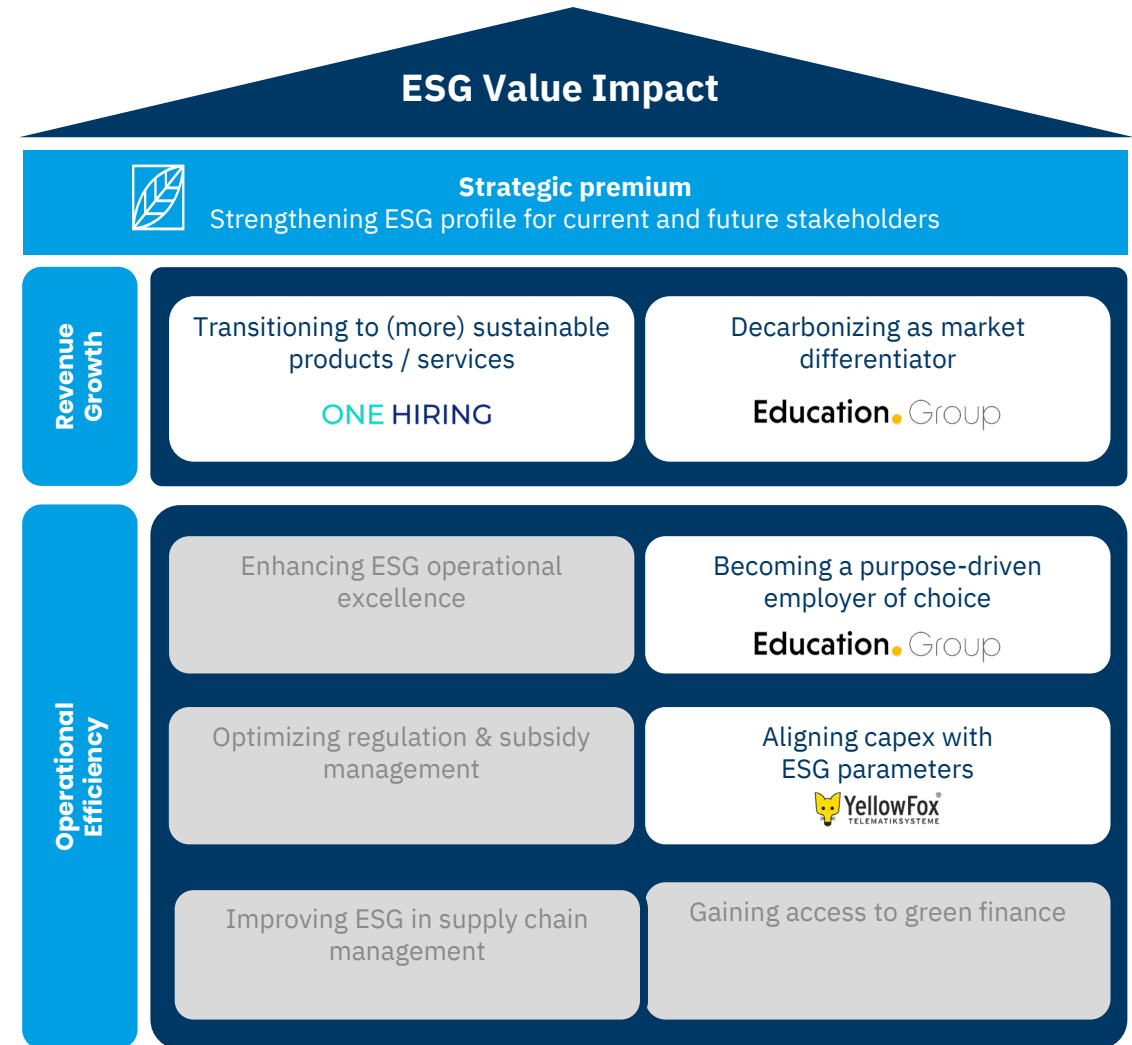 ESG Value Impact
Strategic premium
Strengthening ESG profile for current and future stakeholders
Revenue
Growth
Transitioning to (more) sustainable
products / services
ONE HIRING
Decarbonizing as market
differentiator
Education. Group
Operational
Efficiency
Enhancing ESG operational
excellence
Becoming a purpose-driven
employer of choice
Education. Group
Optimizing regulation & subsidy
management
Aligning capex with
ESG parameters
YellowFox®
TELEMATIKSYSTEME
Improving ESG in supply chain
management
Gaining access to green finance